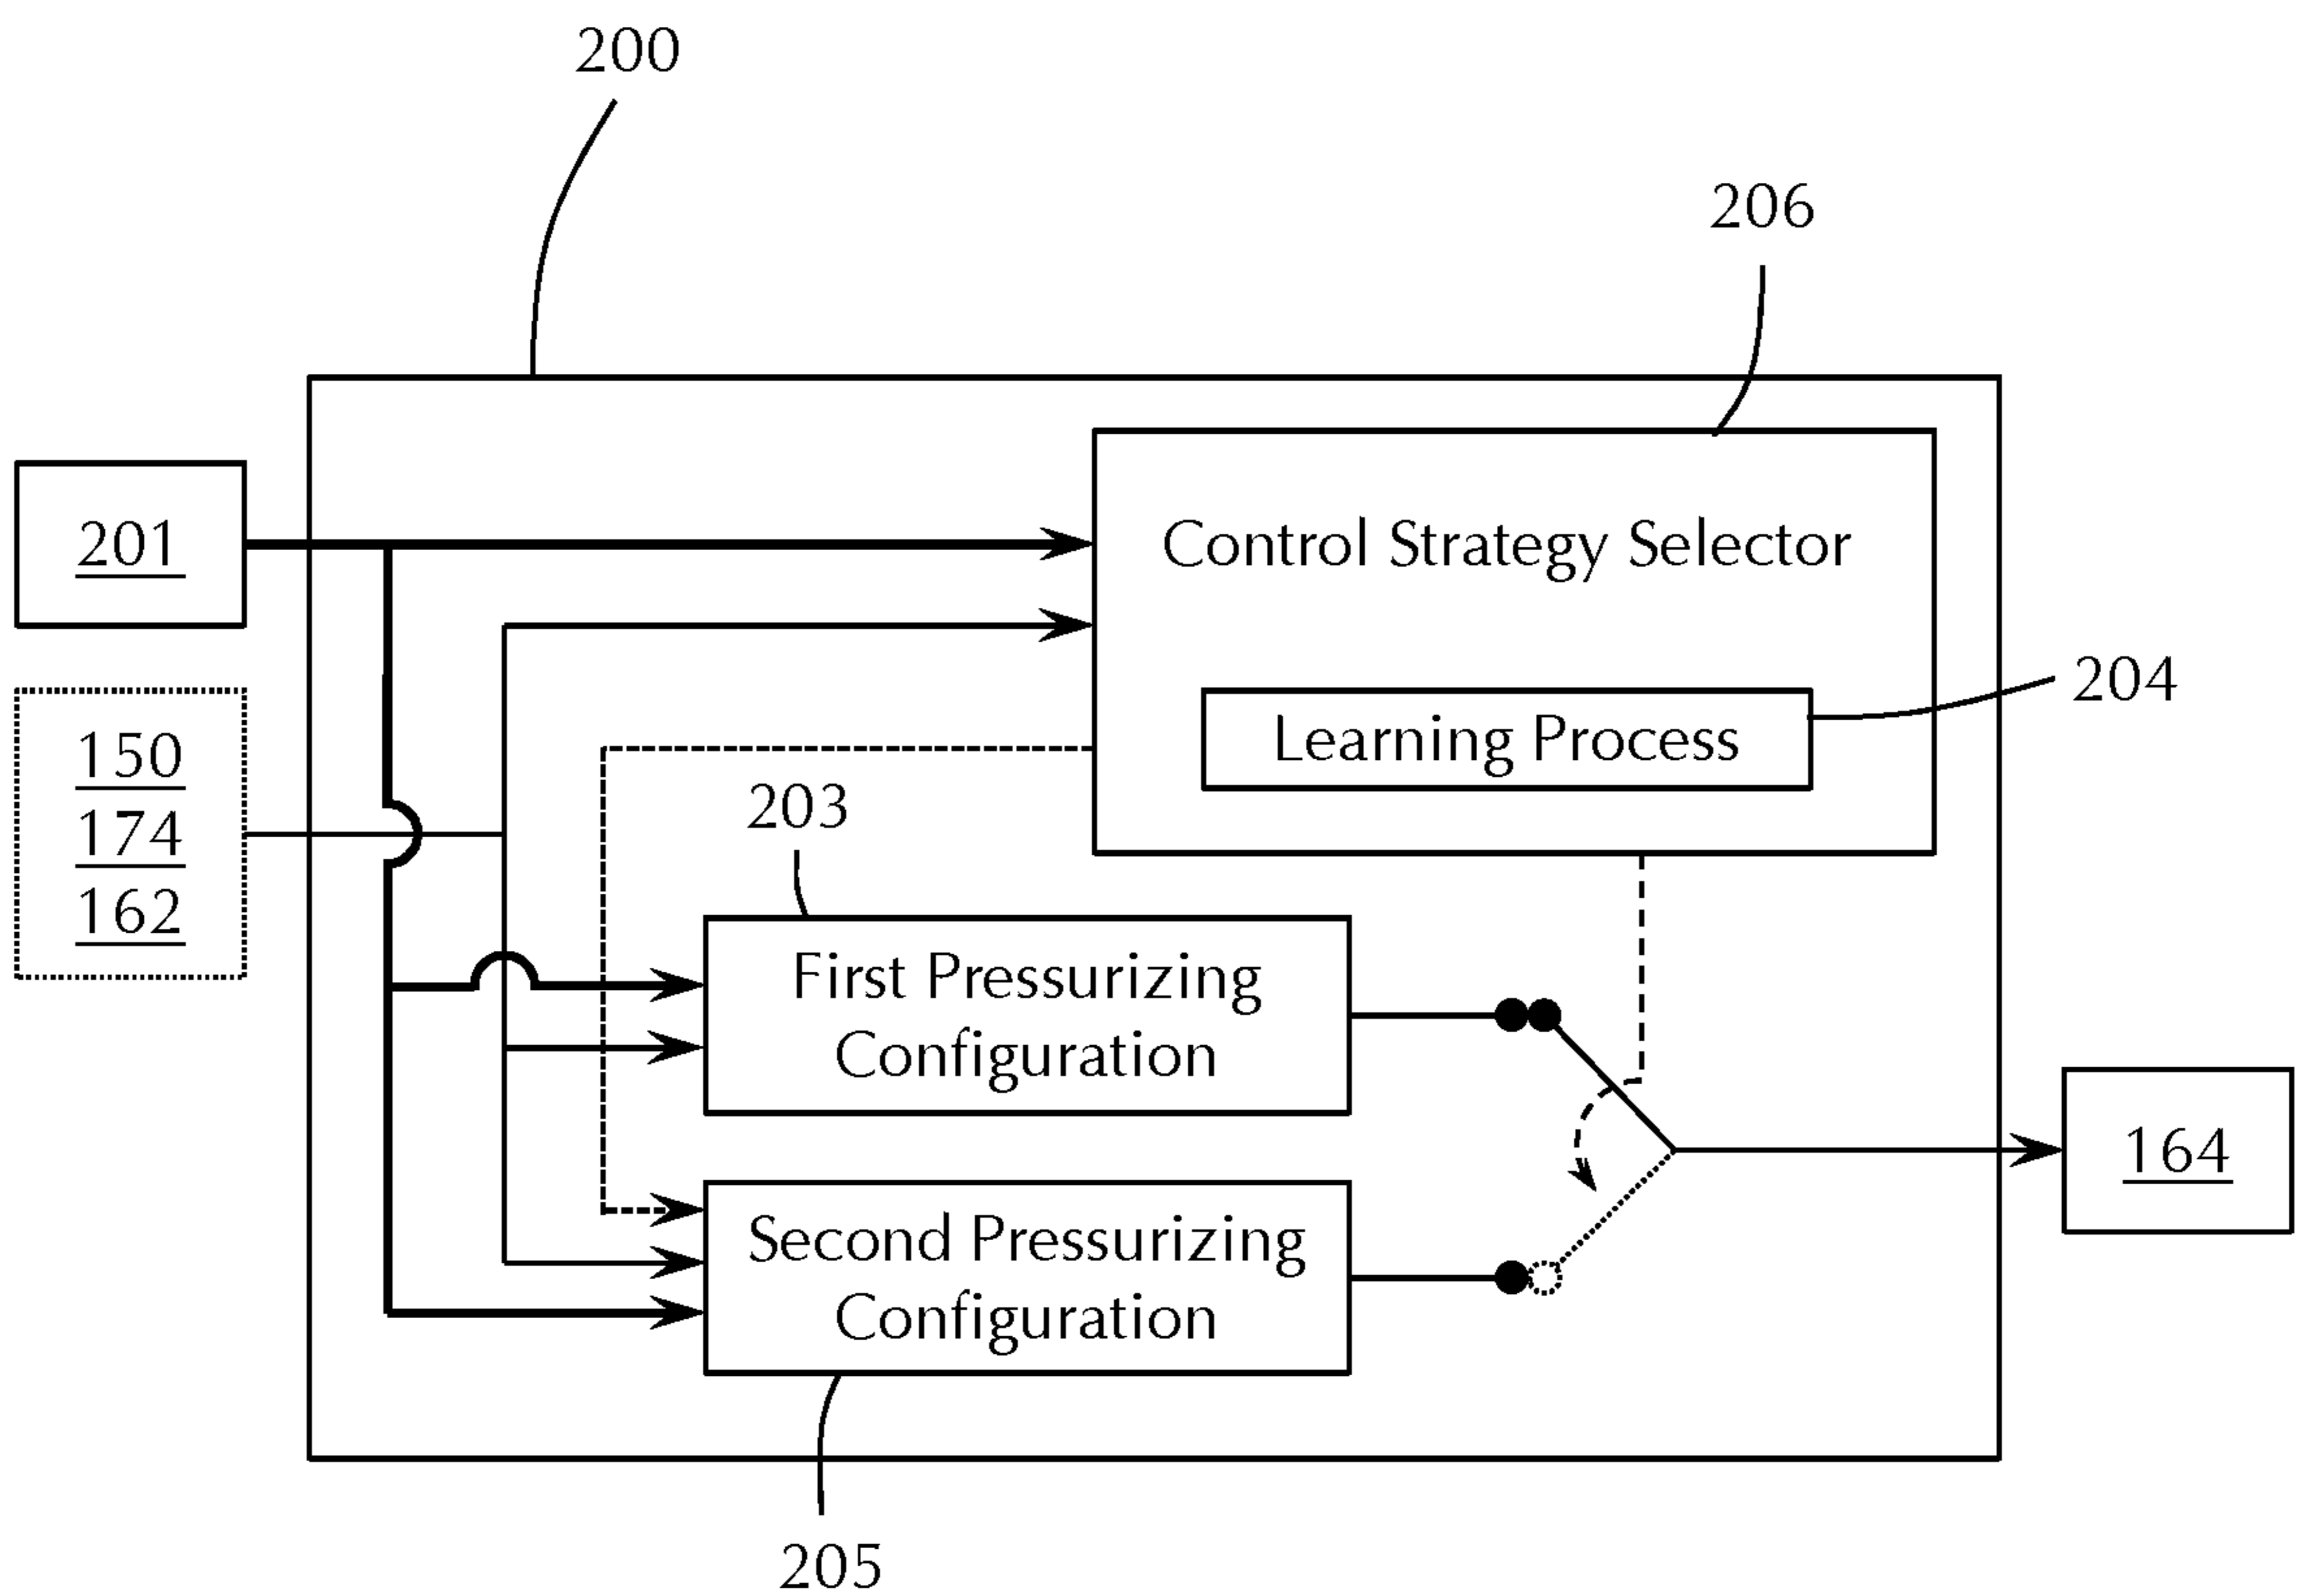 200
206
201
Control Strategy Selector
204
Learning Process
150
174
162
203
First Pressurizing
Configuration
164
Second Pressurizing
Configuration
205